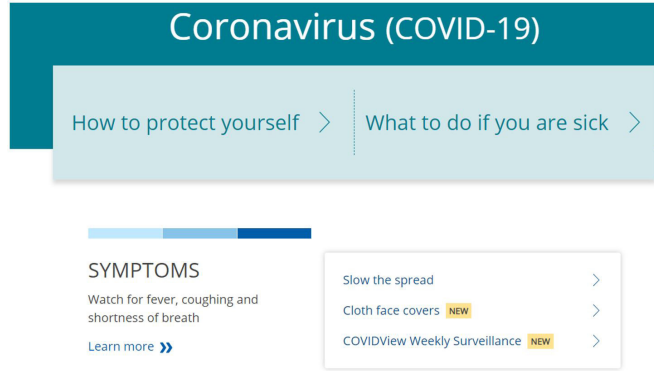 Coronavirus (COVID-19)
How to protect yourself
What to do if you are sick
SYMPTOMS
Watch for fever, coughing and
shortness of breath
Learn more
Slow the spread
Cloth face covers NEW
COVIDView Weekly Surveillance NEW